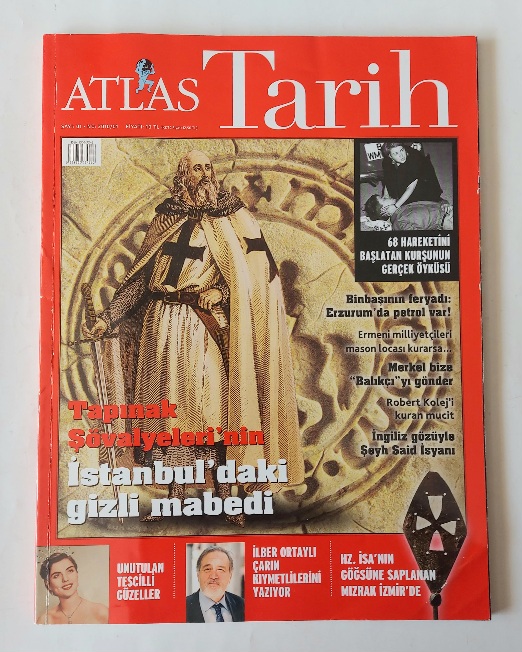 ATLAS
Tarih
68 HAREKETİNİ
BAŞLATAN KURŞUNUN
GERÇEK ÖYKÜSÜ
Binbaşının feryadı:
Erzurum'da petrol var!
Ermeni milliyetçileri
mason locası kurarsa...
Merkel bize
"Balıkçı"yı gönder
Robert Kolej'i
kuran mucit
İngiliz gözüyle
Şeyh Said İsyanı
Tapınak
Şövalyeleri'nin
İstanbul'daki
gizli mabedi
UNUTULAN
TESCİLLİ
GÜZELLER
İLBER ORTAYLI
ÇARIN
KIYMETLİLERİNİ
YAZIYOR
HZ. İSA'NIN
GÖĞSÜNE SAPLANAN
MIZRAK İZMİR'DE